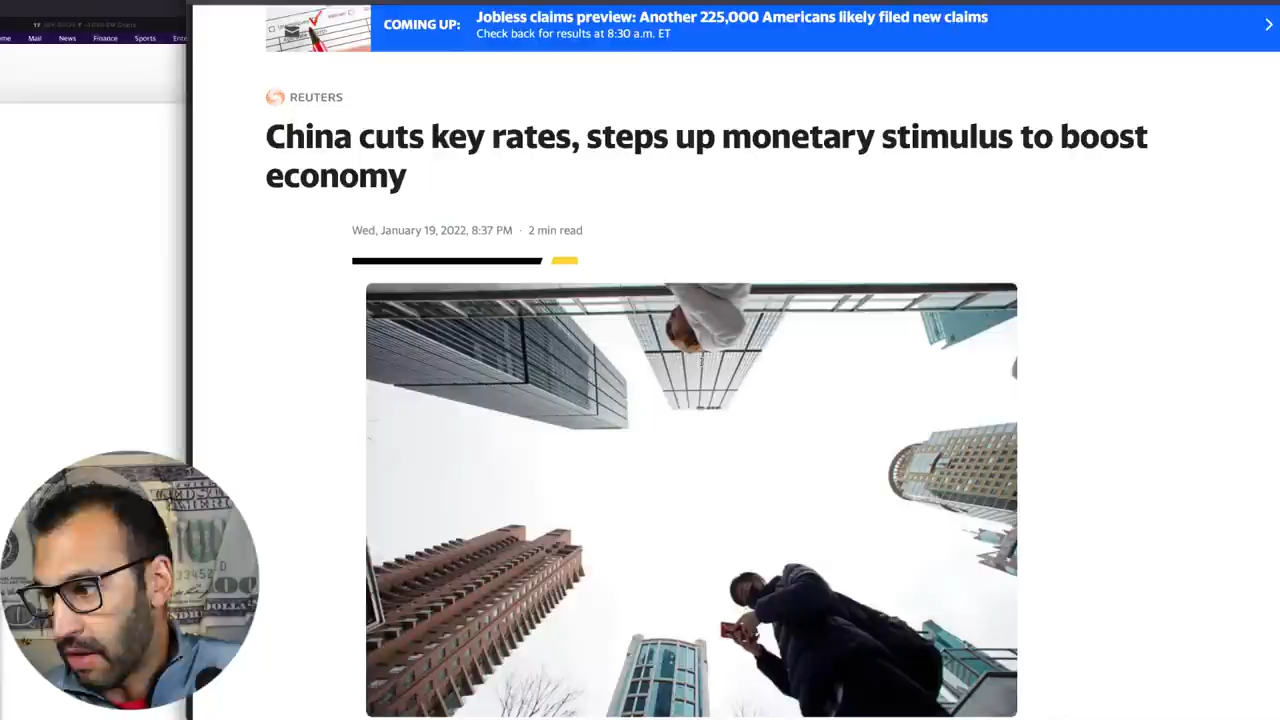 COMING UP:
Jobless claims preview: Another 225,000 Americans likely filed new claims
Check back for results at 8:30 a.m. ET
Mail News Finance Sports
REUTERS
China cuts key rates, steps up monetary stimulus to boost
economy
Wed, January 19, 2022, 8:37 PM · 2 min read